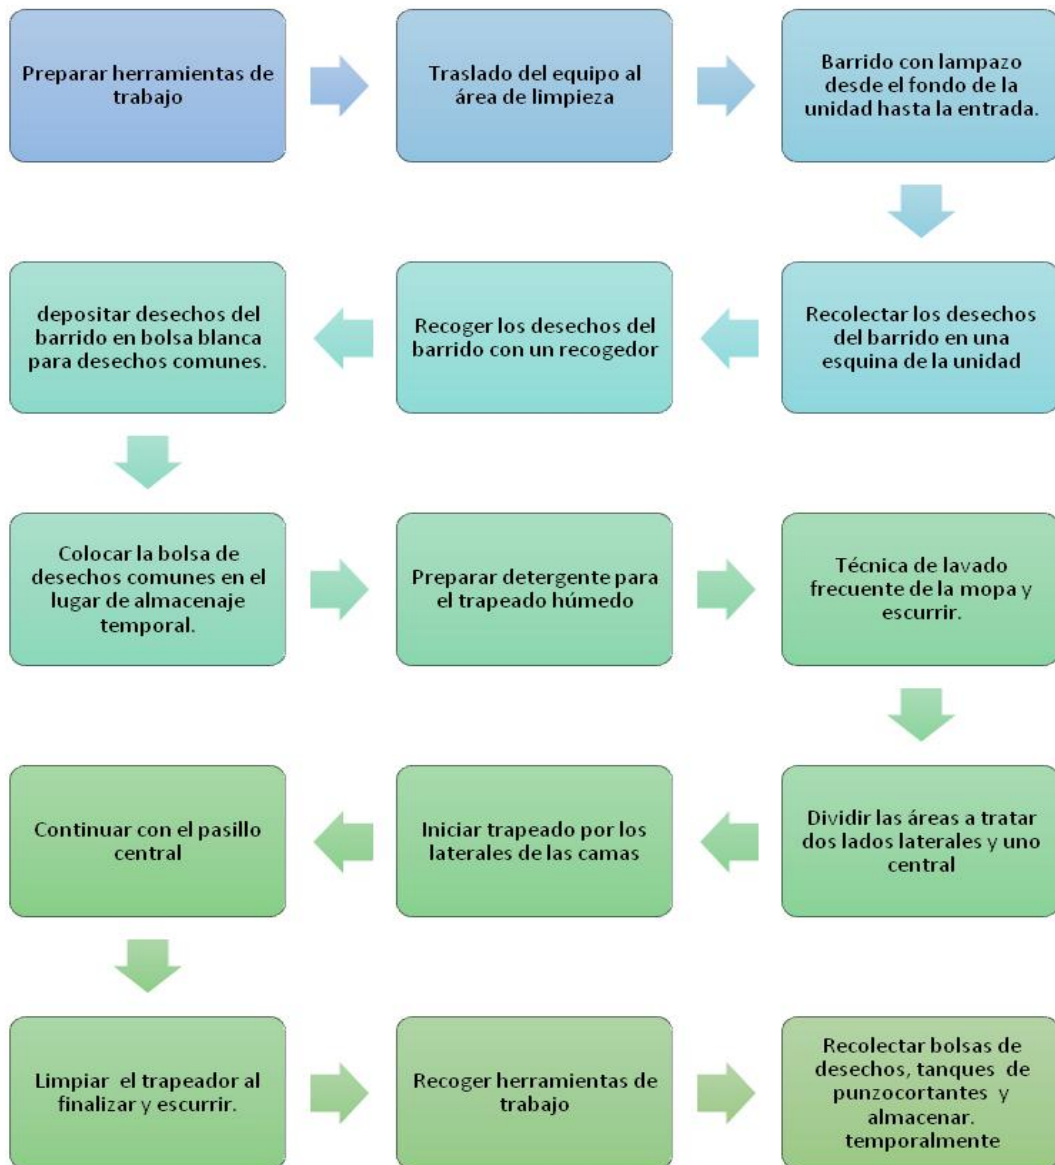 Preparar herramientas de
trabajo
Traslado del equipo al
área de limpieza
Barrido con lampazo
desde el fondo de la
unidad hasta la entrada.
Recolectar los desechos
del barrido en una
esquina de la unidad
Recoger los desechos del
barrido con un recogedor
depositar desechos del
barrido en bolsa blanca
para desechos comunes.
Colocar la bolsa de
desechos comunes en el
lugar de almacenaje
temporal.
Preparar detergente para
el trapeado húmedo
Técnica de lavado
frecuente de la mopa y
escurrir.
Dividir las áreas a tratar
dos lados laterales y uno
central
Iniciar trapeado por los
laterales de las camas
Continuar con el pasillo
central
Limpiar el trapeador al
finalizar y escurrir.
Recoger herramientas de
trabajo
Recolectar bolsas de
desechos, tanques de
punzocortantes y
almacenar.
temporalmente